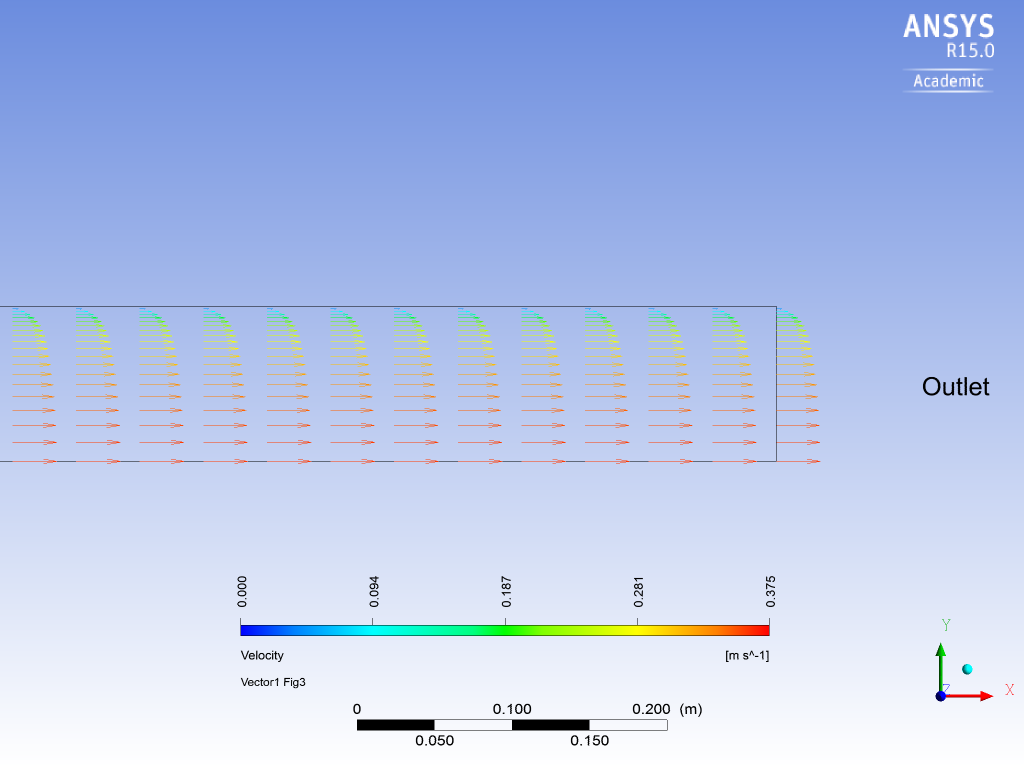 ANSYS
R15.0
Academic
Outlet
0.000 0.094 0.187 0.281 0.375
Velocity [m s^-1]
Vector1 Fig3
0 0.100 0.200 (m)
0.050 0.150
Y
Z X